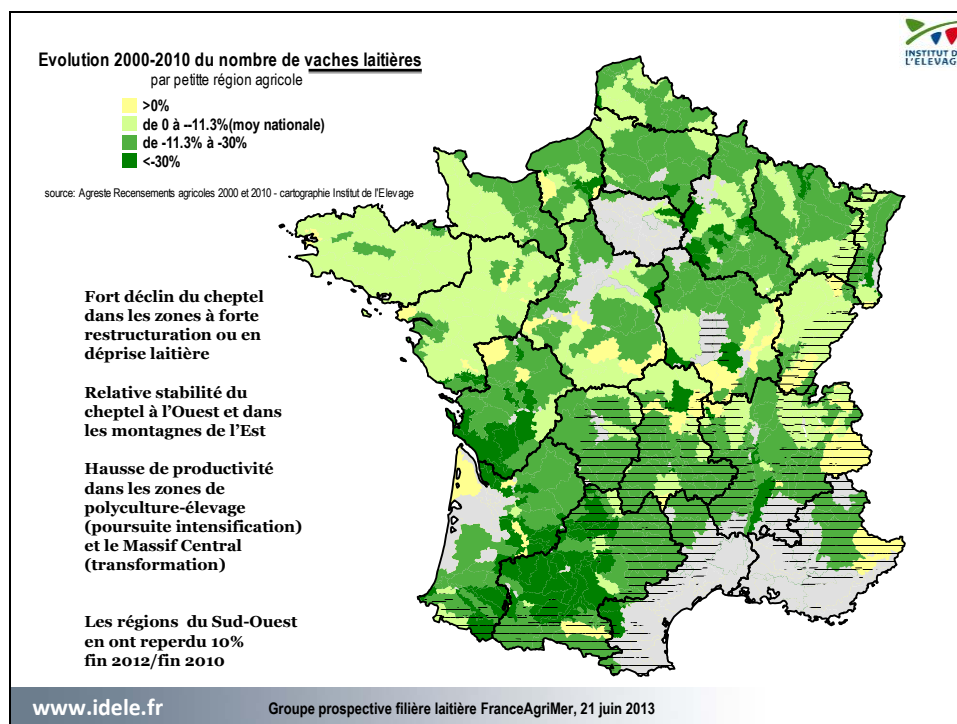 INSTITUT DE
L'ELEVAGE
Evolution 2000-2010 du nombre de vaches laitières
par petitte région agricole
>0%
de 0 à --11.3%(moy nationale)
de -11.3% à -30%
<-30%
source: Agreste Recensements agricoles 2000 et 2010 - cartographie Institut de l'Elevage
Fort déclin du cheptel
dans les zones à forte
restructuration ou en
déprise laitière
Relative stabilité du
cheptel à l’Ouest et dans
les montagnes de l’Est
Hausse de productivité
dans les zones de
polyculture-élevage
(poursuite intensification)
et le Massif Central
(transformation)
Les régions du Sud-Ouest
en ont reperdu 10%
fin 2012/fin 2010
www.idele.fr
Groupe prospective filière laitière FranceAgriMer, 21 juin 2013